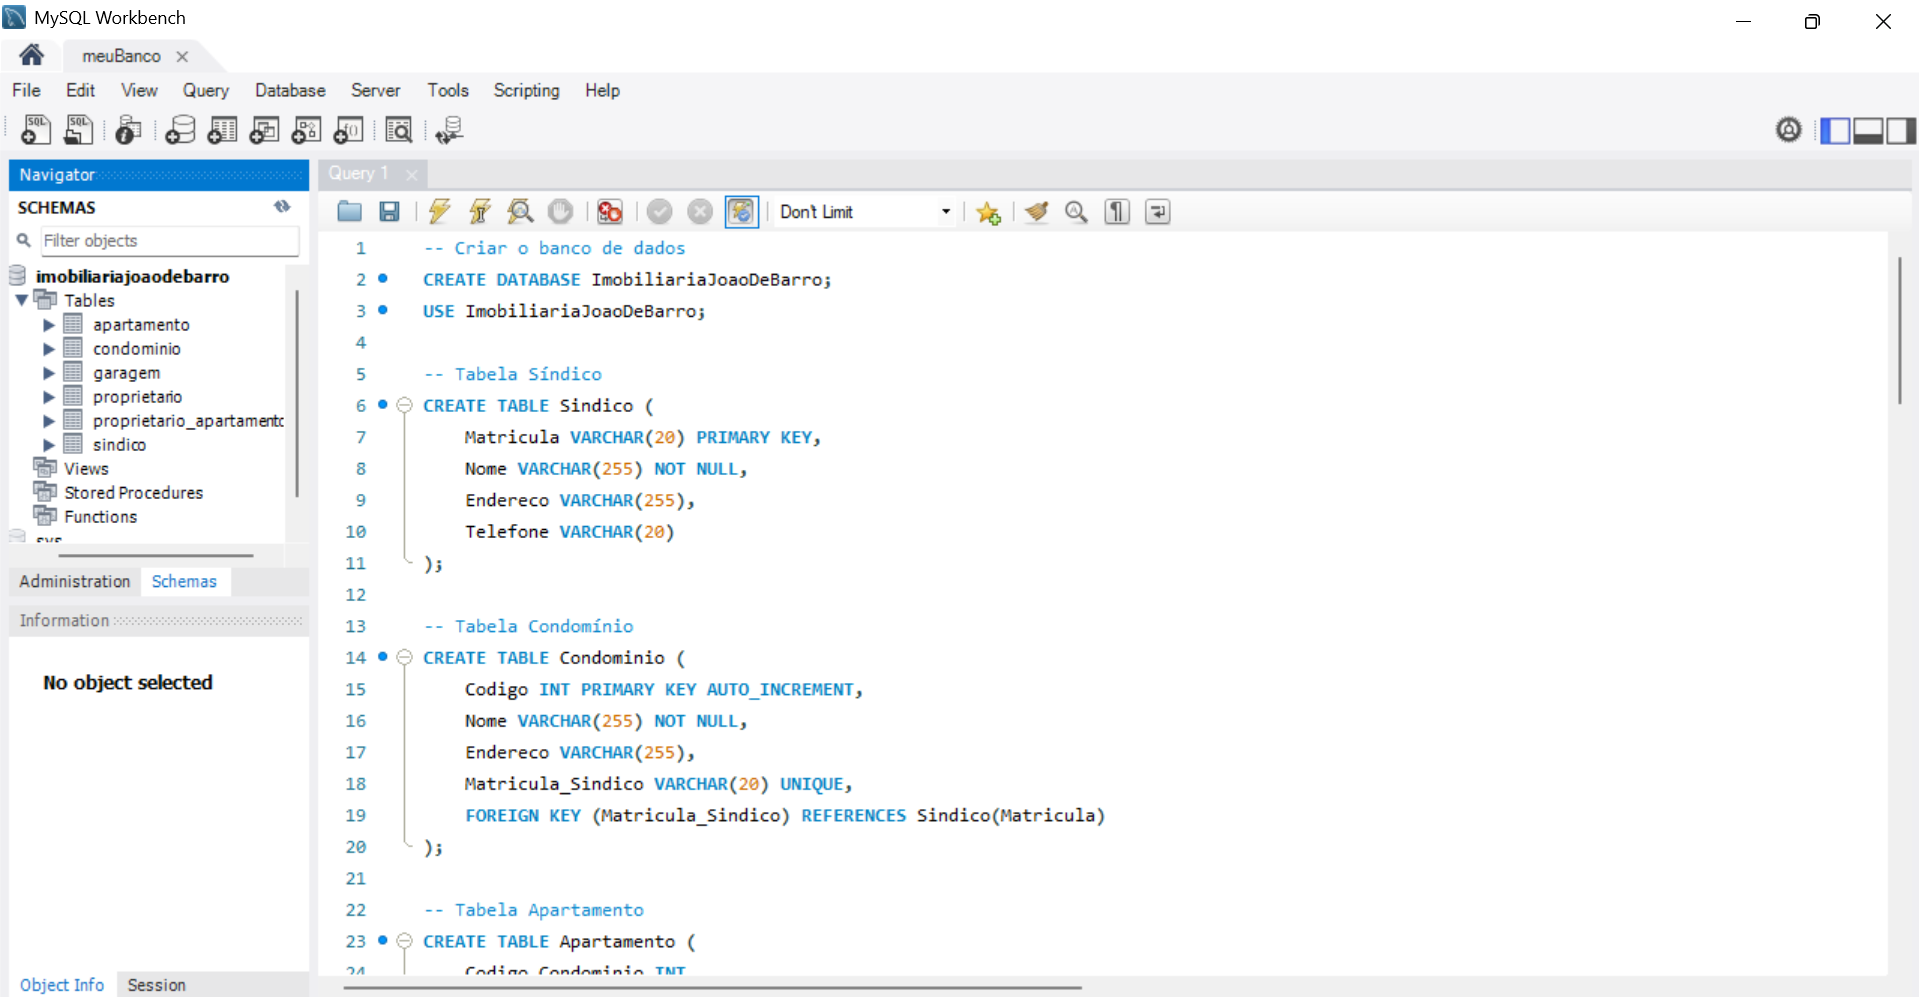 MySQL Workbench
meuBanco
File Edit View Query Database Server Tools Scripting Help
Navigator
SCHEMAS
Filter objects
imobiliariajoaodebarro
Tables
apartamento
condominio
garagem
proprietario
proprietario_apartamento
sindico
Views
Stored Procedures
Functions
sys
Administration Schemas
Information
No object selected
Object Info Session
Query 1
Don't Limit
1 -- Criar o banco de dados
2 CREATE DATABASE ImobiliariaJoaoDeBarro;
3 USE ImobiliariaJoaoDeBarro;
4
5 -- Tabela Síndico
6 CREATE TABLE Sindico (
7 Matricula VARCHAR(20) PRIMARY KEY,
8 Nome VARCHAR(255) NOT NULL,
9 Endereco VARCHAR(255),
10 Telefone VARCHAR(20)
11 );
12
13 -- Tabela Condomínio
14 CREATE TABLE Condominio (
15 Codigo INT PRIMARY KEY AUTO_INCREMENT,
16 Nome VARCHAR(255) NOT NULL,
17 Endereco VARCHAR(255),
18 Matricula_Sindico VARCHAR(20) UNIQUE,
19 FOREIGN KEY (Matricula_Sindico) REFERENCES Sindico(Matricula)
20 );
21
22 -- Tabela Apartamento
23 CREATE TABLE Apartamento (
24 Codigo_Condominio INT